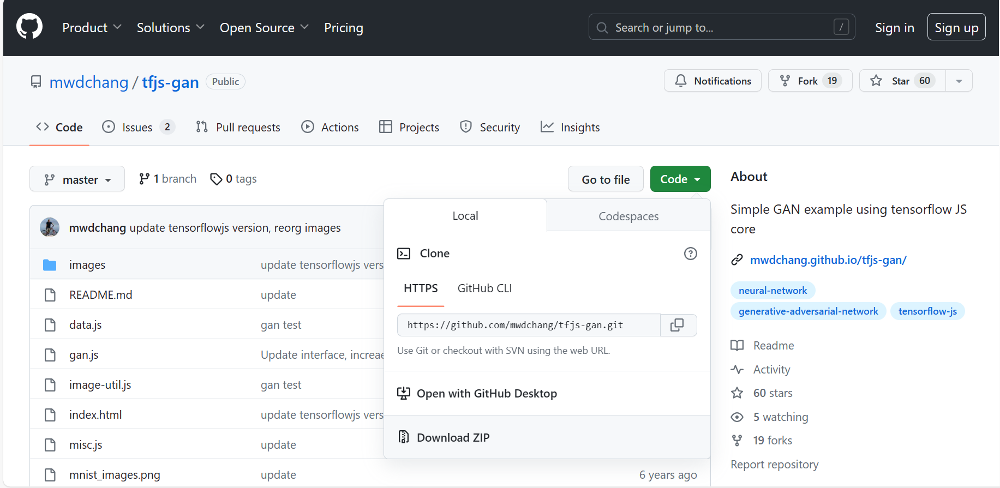 Product Solutions Open Source Pricing Search or jump to... / Sign in Sign up
mwdchang / tfjs-gan Public Notifications Fork 19 Star 60
Code Issues 2 Pull requests Actions Projects Security Insights
master 1 branch 0 tags Go to file Code
About
Simple GAN example using tensorflow JS
core
mwdchang.github.io/tfjs-gan/
neural-network
generative-adversarial-network tensorflow-js
Readme
Activity
60 stars
5 watching
19 forks
Report repository
mwdchang update tensorflowjs version, reorg images
images update tensorflowjs vers
README.md update
data.js gan test
gan.js Update interface, increae
image-util.js gan test
index.html update tensorflowjs vers
misc.js update
mnist_images.png update 6 years ago
Local Codespaces
Clone
HTTPS GitHub CLI
https://github.com/mwdchang/tfjs-gan.git
Use Git or checkout with SVN using the web URL.
Open with GitHub Desktop
Download ZIP